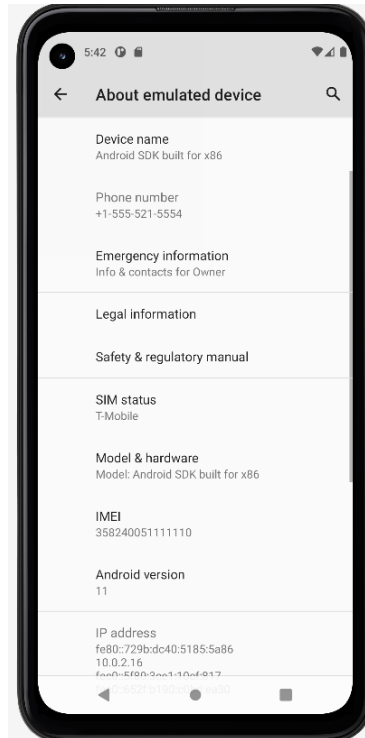 5:42
About emulated device
Device name
Android SDK built for x86
Phone number
+1-555-521-5554
Emergency information
Info & contacts for Owner
Legal information
Safety & regulatory manual
SIM status
T-Mobile
Model & hardware
Model: Android SDK built for x86
IMEI
358240051111110
Android version
11
IP address
fe80::729b:dc40:5185:5a86
10.0.2.16